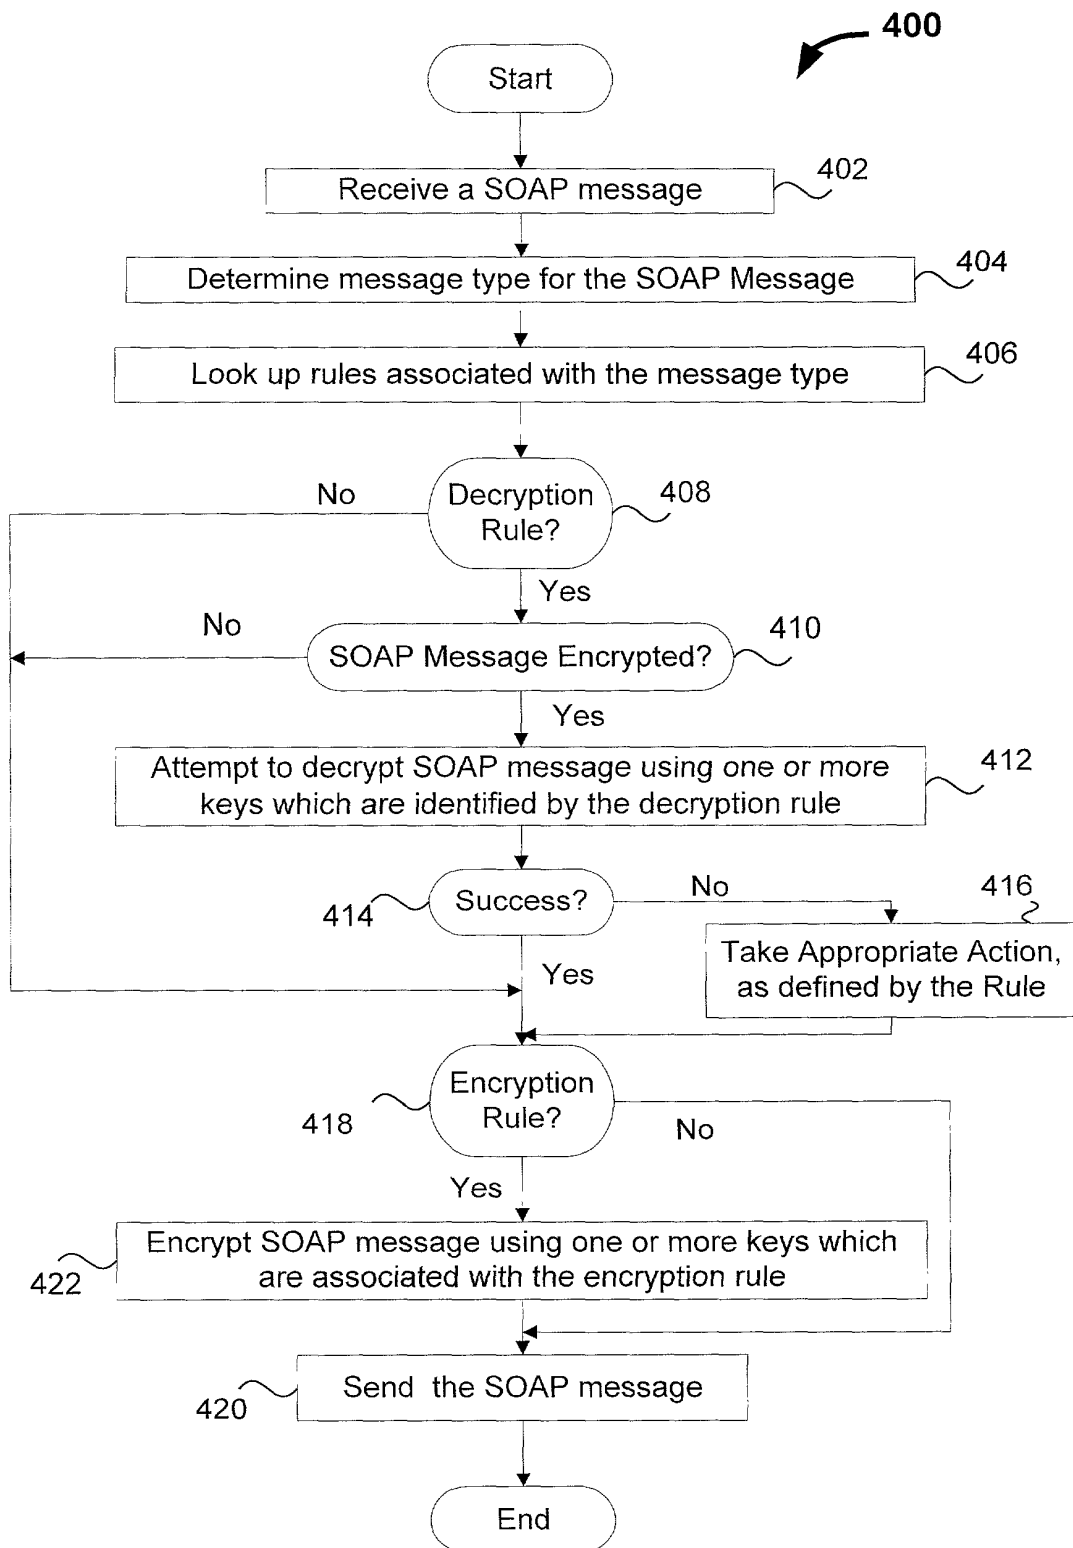 400
Start
Receive a SOAP message
402
Determine message type for the SOAP Message
404
Look up rules associated with the message type
406
Decryption
Rule?
408
No
Yes
SOAP Message Encrypted?
410
No
Yes
Attempt to decrypt SOAP message using one or more
keys which are identified by the decryption rule
412
Success?
414
No
416
Take Appropriate Action,
as defined by the Rule
Yes
Encryption
Rule?
418
No
Yes
Encrypt SOAP message using one or more keys which
are associated with the encryption rule
422
Send the SOAP message
420
End